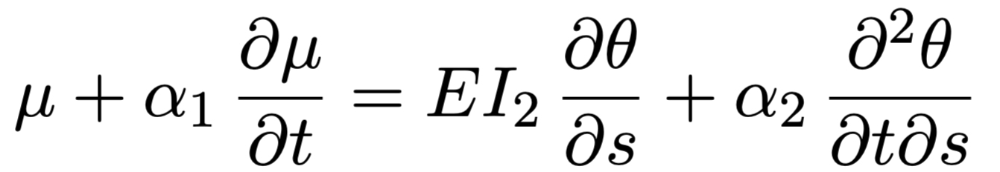 μ + α₁ ∂μ/∂t = EI₂ ∂θ/∂s + α₂ ∂²θ/∂t∂s